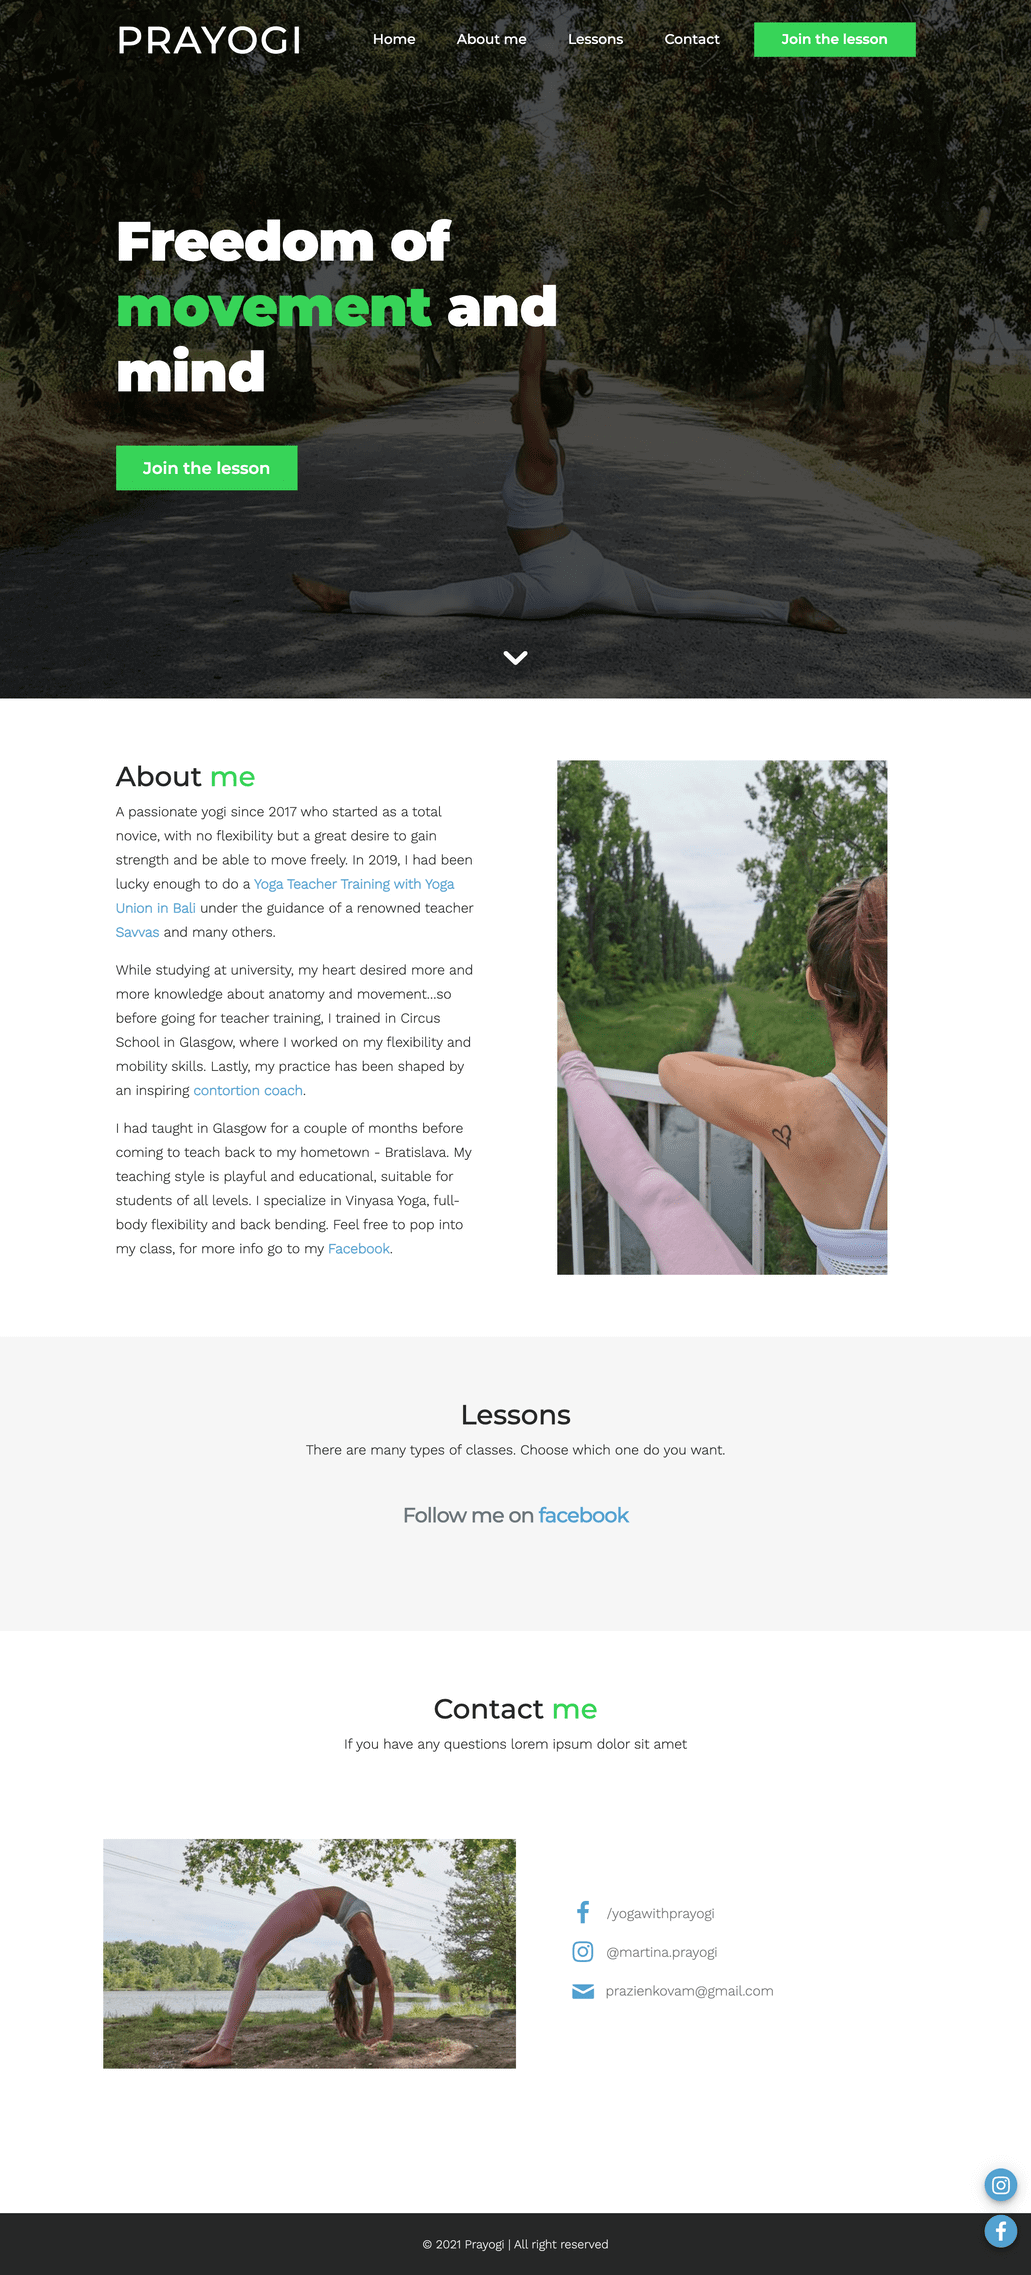 PRAYOGI
Home
About me
Lessons
Contact
Join the lesson
Freedom of
movement and
mind
Join the lesson
About me
A passionate yogi since 2017 who started as a total
novice, with no flexibility but a great desire to gain
strength and be able to move freely. In 2019, I had been
lucky enough to do a Yoga Teacher Training with Yoga
Union in Bali under the guidance of a renowned teacher
Savvas and many others.
While studying at university, my heart desired more and
more knowledge about anatomy and movement...so
before going for teacher training, I trained in Circus
School in Glasgow, where I worked on my flexibility and
mobility skills. Lastly, my practice has been shaped by
an inspiring contortion coach.
I had taught in Glasgow for a couple of months before
coming to teach back to my hometown - Bratislava. My
teaching style is playful and educational, suitable for
students of all levels. I specialize in Vinyasa Yoga, full-
body flexibility and back bending. Feel free to pop into
my class, for more info go to my Facebook.
Lessons
There are many types of classes. Choose which one do you want.
Follow me on facebook
Contact me
If you have any questions lorem ipsum dolor sit amet
/yogawithprayogi
@martina.prayogi
prazienkovam@gmail.com
© 2021 Prayogi | All right reserved